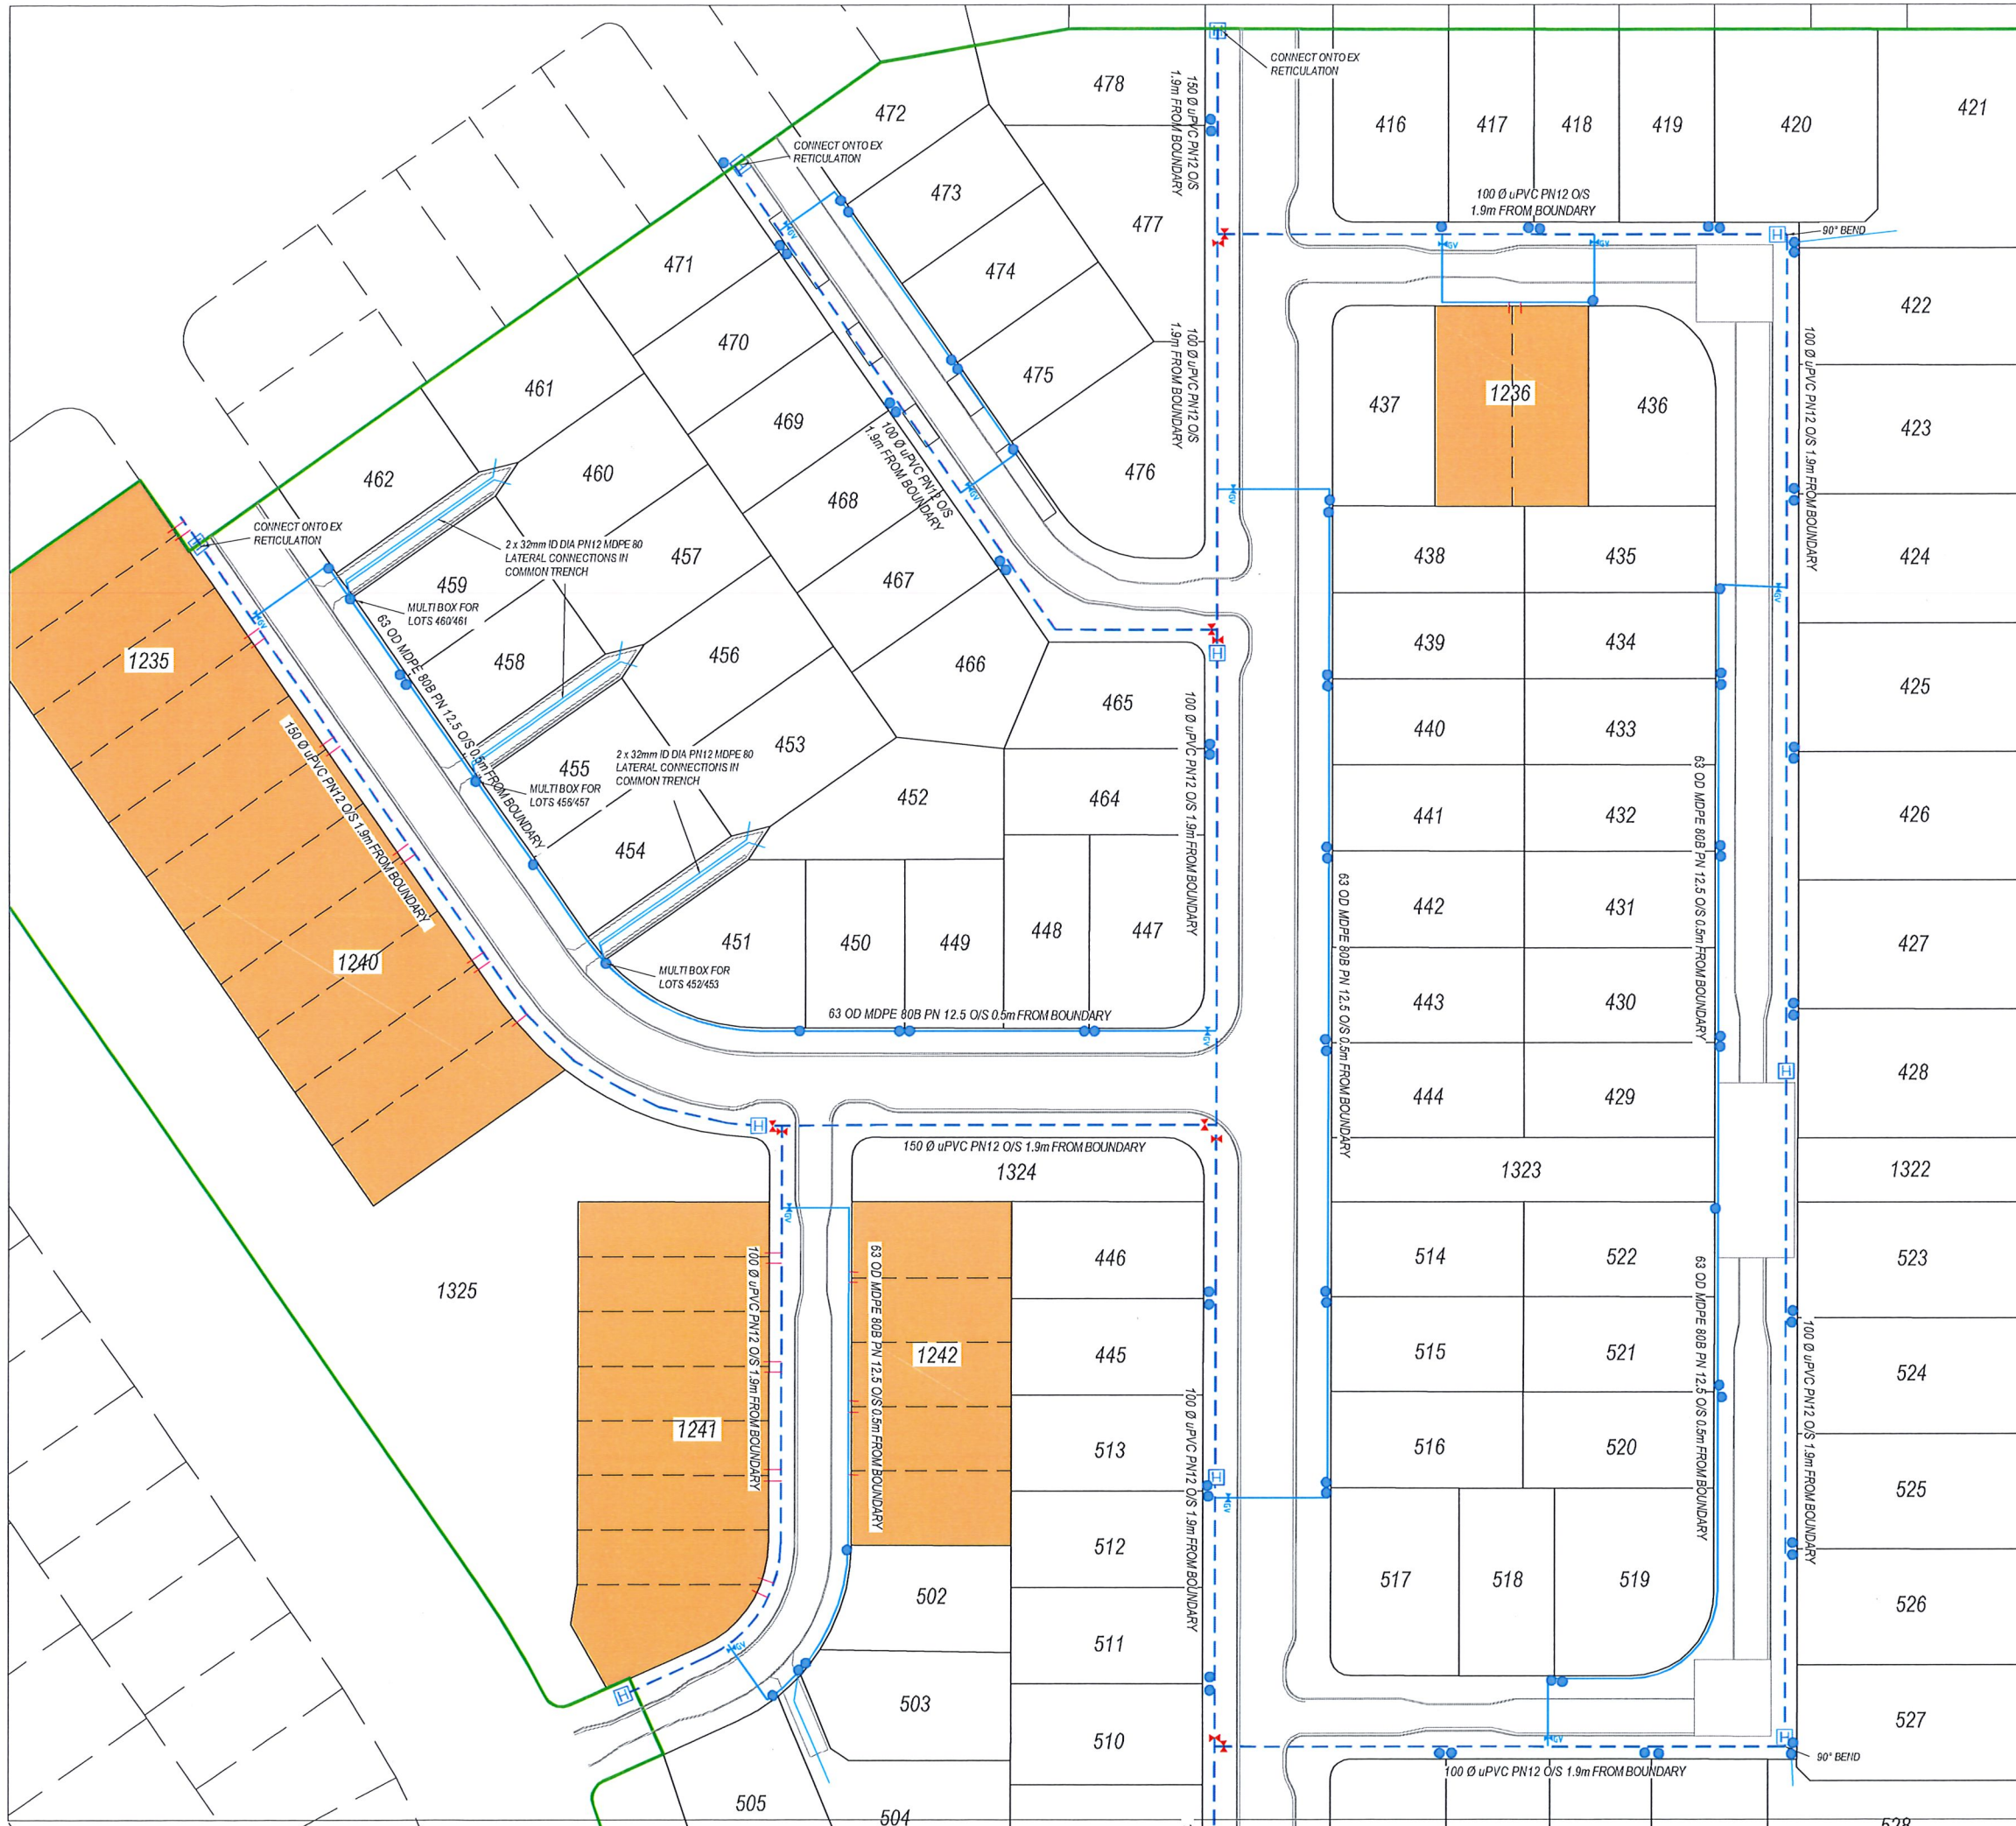 CONNECT ONTO EX
RETICULATION
478
150 Ø uPVC PN12 O/S
1.9m FROM BOUNDARY
472
CONNECT ONTO EX
RETICULATION
416
417
418
419
420
421
473
477
100 Ø uPVC PN12 O/S
1.9m FROM BOUNDARY
90° BEND
GV
GV
GV
471
474
422
470
475
100 Ø uPVC PN12 O/S
1.9m FROM BOUNDARY
100 Ø uPVC PN12 O/S 1.9m FROM BOUNDARY
461
469
437
1236
436
423
462
460
468
100 Ø uPVC PN12 O/S
1.9m FROM BOUNDARY
476
GV
GV
CONNECT ONTO EX
RETICULATION
2 x 32mm ID DIA PN12 MDPE 80
LATERAL CONNECTIONS IN
COMMON TRENCH
457
438
435
424
459
467
MULTI BOX FOR
LOTS 460/461
GV
GV
1235
458
456
466
439
434
425
63 OD MDPE 80B PN 12.5 O/S 0.5m FROM BOUNDARY
465
440
433
150 Ø uPVC PN12 O/S 1.9m FROM BOUNDARY
453
2 x 32mm ID DIA PN12 MDPE 80
LATERAL CONNECTIONS IN
COMMON TRENCH
455
MULTI BOX FOR
LOTS 456/457
452
464
100 Ø uPVC PN12 O/S 1.9m FROM BOUNDARY
441
432
63 OD MDPE 80B PN 12.5 O/S 0.5m FROM BOUNDARY
426
454
442
431
63 OD MDPE 80B PN 12.5 O/S 0.5m FROM BOUNDARY
1240
451
450
449
448
447
427
MULTI BOX FOR
LOTS 452/453
443
430
63 OD MDPE 80B PN 12.5 O/S 0.5m FROM BOUNDARY
GV
428
444
429
H
H
H
H
H
H
H
H
H
H
150 Ø uPVC PN12 O/S 1.9m FROM BOUNDARY
1324
1323
1322
GV
446
514
522
523
1325
100 Ø uPVC PN12 O/S 1.9m FROM BOUNDARY
63 OD MDPE 80B PN 12.5 O/S 0.5m FROM BOUNDARY
1242
445
515
521
63 OD MDPE 80B PN 12.5 O/S 0.5m FROM BOUNDARY
524
100 Ø uPVC PN12 O/S 1.9m FROM BOUNDARY
1241
513
516
520
100 Ø uPVC PN12 O/S 1.9m FROM BOUNDARY
525
GV
512
517
518
519
502
526
511
GV
503
510
527
GV
90° BEND
100 Ø uPVC PN12 O/S 1.9m FROM BOUNDARY
505
504
528